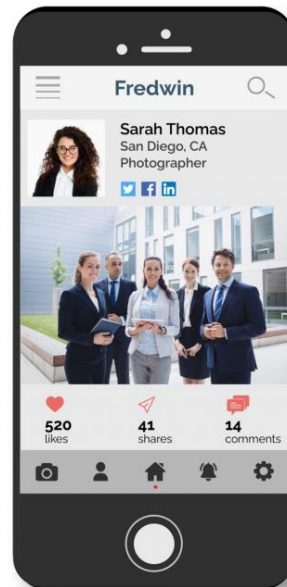 Fredwin
Sarah Thomas
San Diego, CA
Photographer
520
likes
41
shares
14
comments